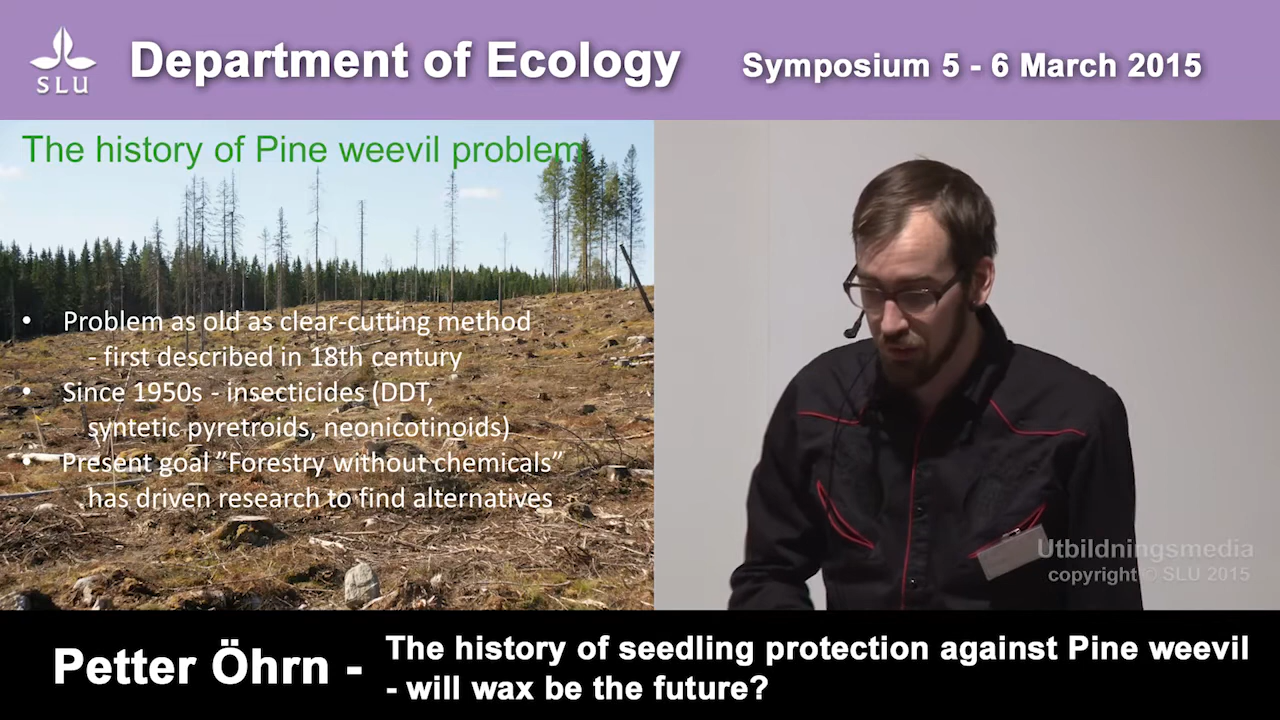 SLU
Department of Ecology
Symposium 5 - 6 March 2015
The history of Pine weevil problem
• Problem as old as clear-cutting method
- first described in 18th century
• Since 1950s - insecticides (DDT,
syntetic pyretroids, neonicotinoids)
• Present goal ”Forestry without chemicals”
has driven research to find alternatives
Utbildningsmedia
copyright © SLU 2015
Petter Öhrn -
The history of seedling protection against Pine weevil
- will wax be the future?